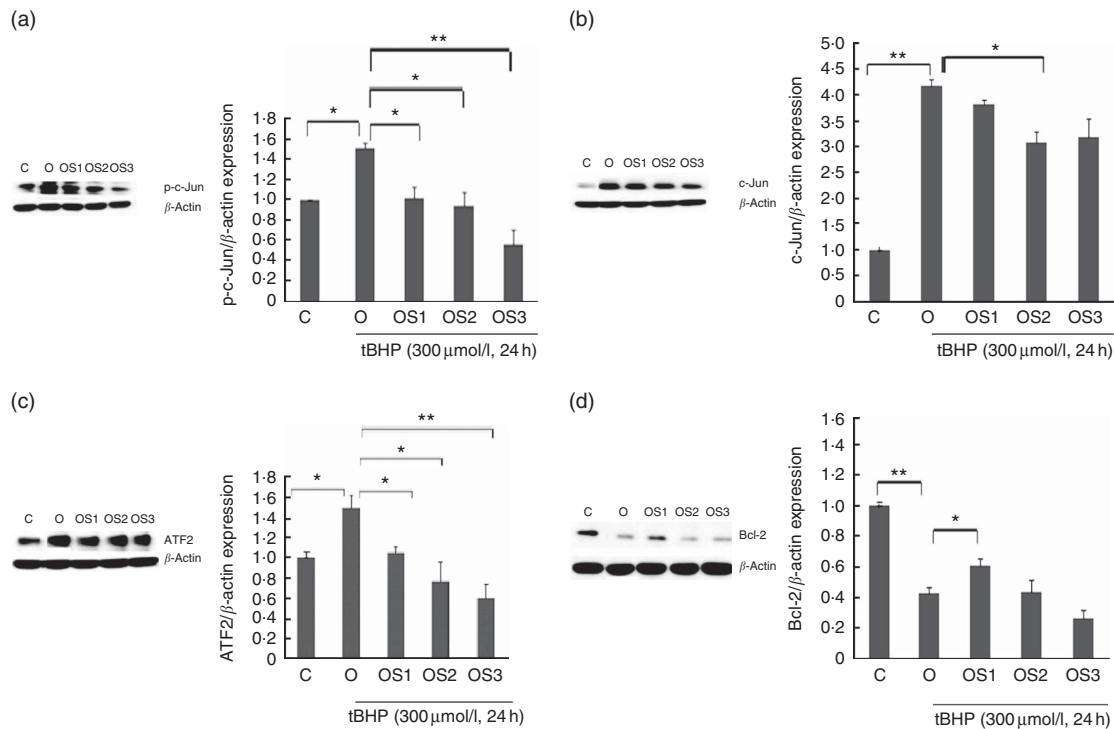 (a)
**
*
*
*
1·8
1·6
1·4
1·2
1·0
0·8
0·6
0·4
0·2
0
p-c-Jun/β-actin expression
C O OS1 OS2 OS3
p-c-Jun
β-Actin
C O OS1 OS2 OS3
tBHP (300 μmol/l, 24 h)
(b)
**
*
5·0
4·5
4·0
3·5
3·0
2·5
2·0
1·5
1·0
0·5
0
c-Jun/β-actin expression
C O OS1 OS2 OS3
c-Jun
β-Actin
C O OS1 OS2 OS3
tBHP (300 μmol/l, 24 h)
(c)
**
*
*
*
1·8
1·6
1·4
1·2
1·0
0·8
0·6
0·4
0·2
0
ATF2/β-actin expression
C O OS1 OS2 OS3
ATF2
β-Actin
C O OS1 OS2 OS3
tBHP (300 μmol/l, 24 h)
(d)
**
*
1·6
1·4
1·2
1·0
0·8
0·6
0·4
0·2
0
Bcl-2/β-actin expression
C O OS1 OS2 OS3
Bcl-2
β-Actin
C O OS1 OS2 OS3
tBHP (300 μmol/l, 24 h)